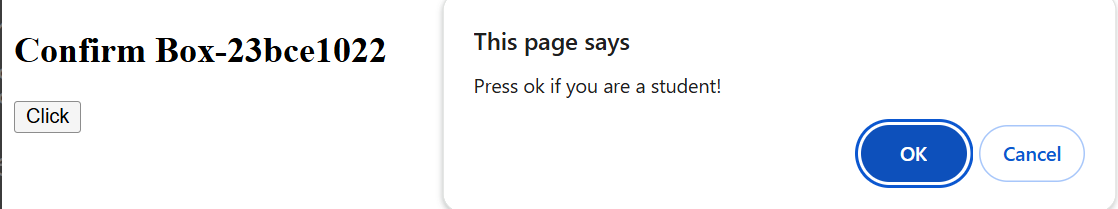 Confirm Box-23bce1022
Click
This page says
Press ok if you are a student!
OK
Cancel